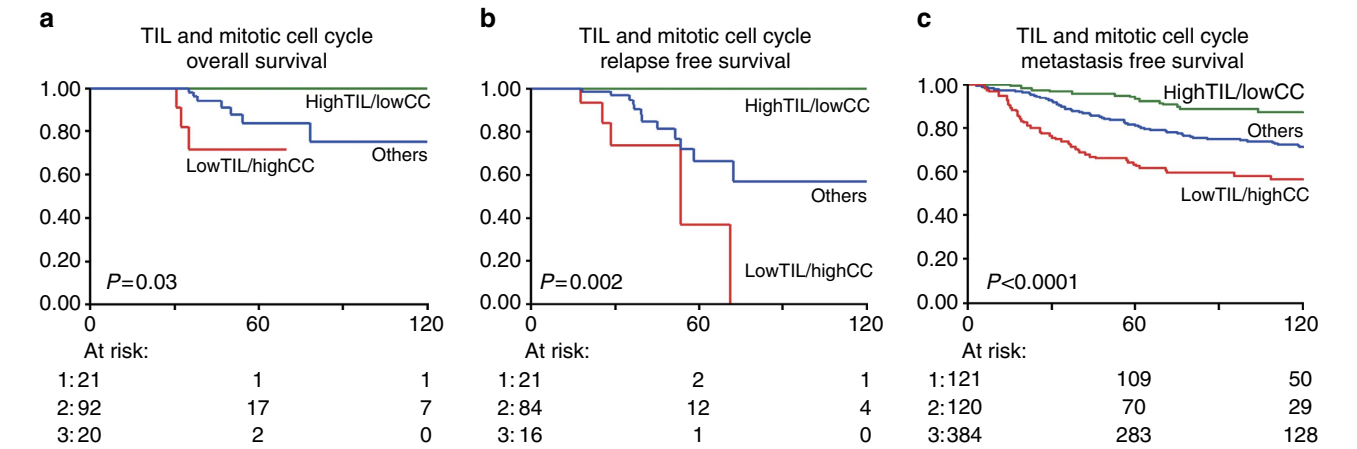 a
TIL and mitotic cell cycle
overall survival
1.00
0.80
0.60
0.40
0.20
0.00
HighTIL/lowCC
Others
LowTIL/highCC
P=0.03
0 60 120
At risk:
1:21 1 1
2:92 17 7
3:20 2 0
b
TIL and mitotic cell cycle
relapse free survival
1.00
0.80
0.60
0.40
0.20
0.00
HighTIL/lowCC
Others
LowTIL/highCC
P=0.002
0 60 120
At risk:
1:21 2 1
2:84 12 4
3:16 1 0
c
TIL and mitotic cell cycle
metastasis free survival
1.00
0.80
0.60
0.40
0.20
0.00
HighTIL/lowCC
Others
LowTIL/highCC
P<0.0001
0 60 120
At risk:
1:121 109 50
2:120 70 29
3:384 283 128